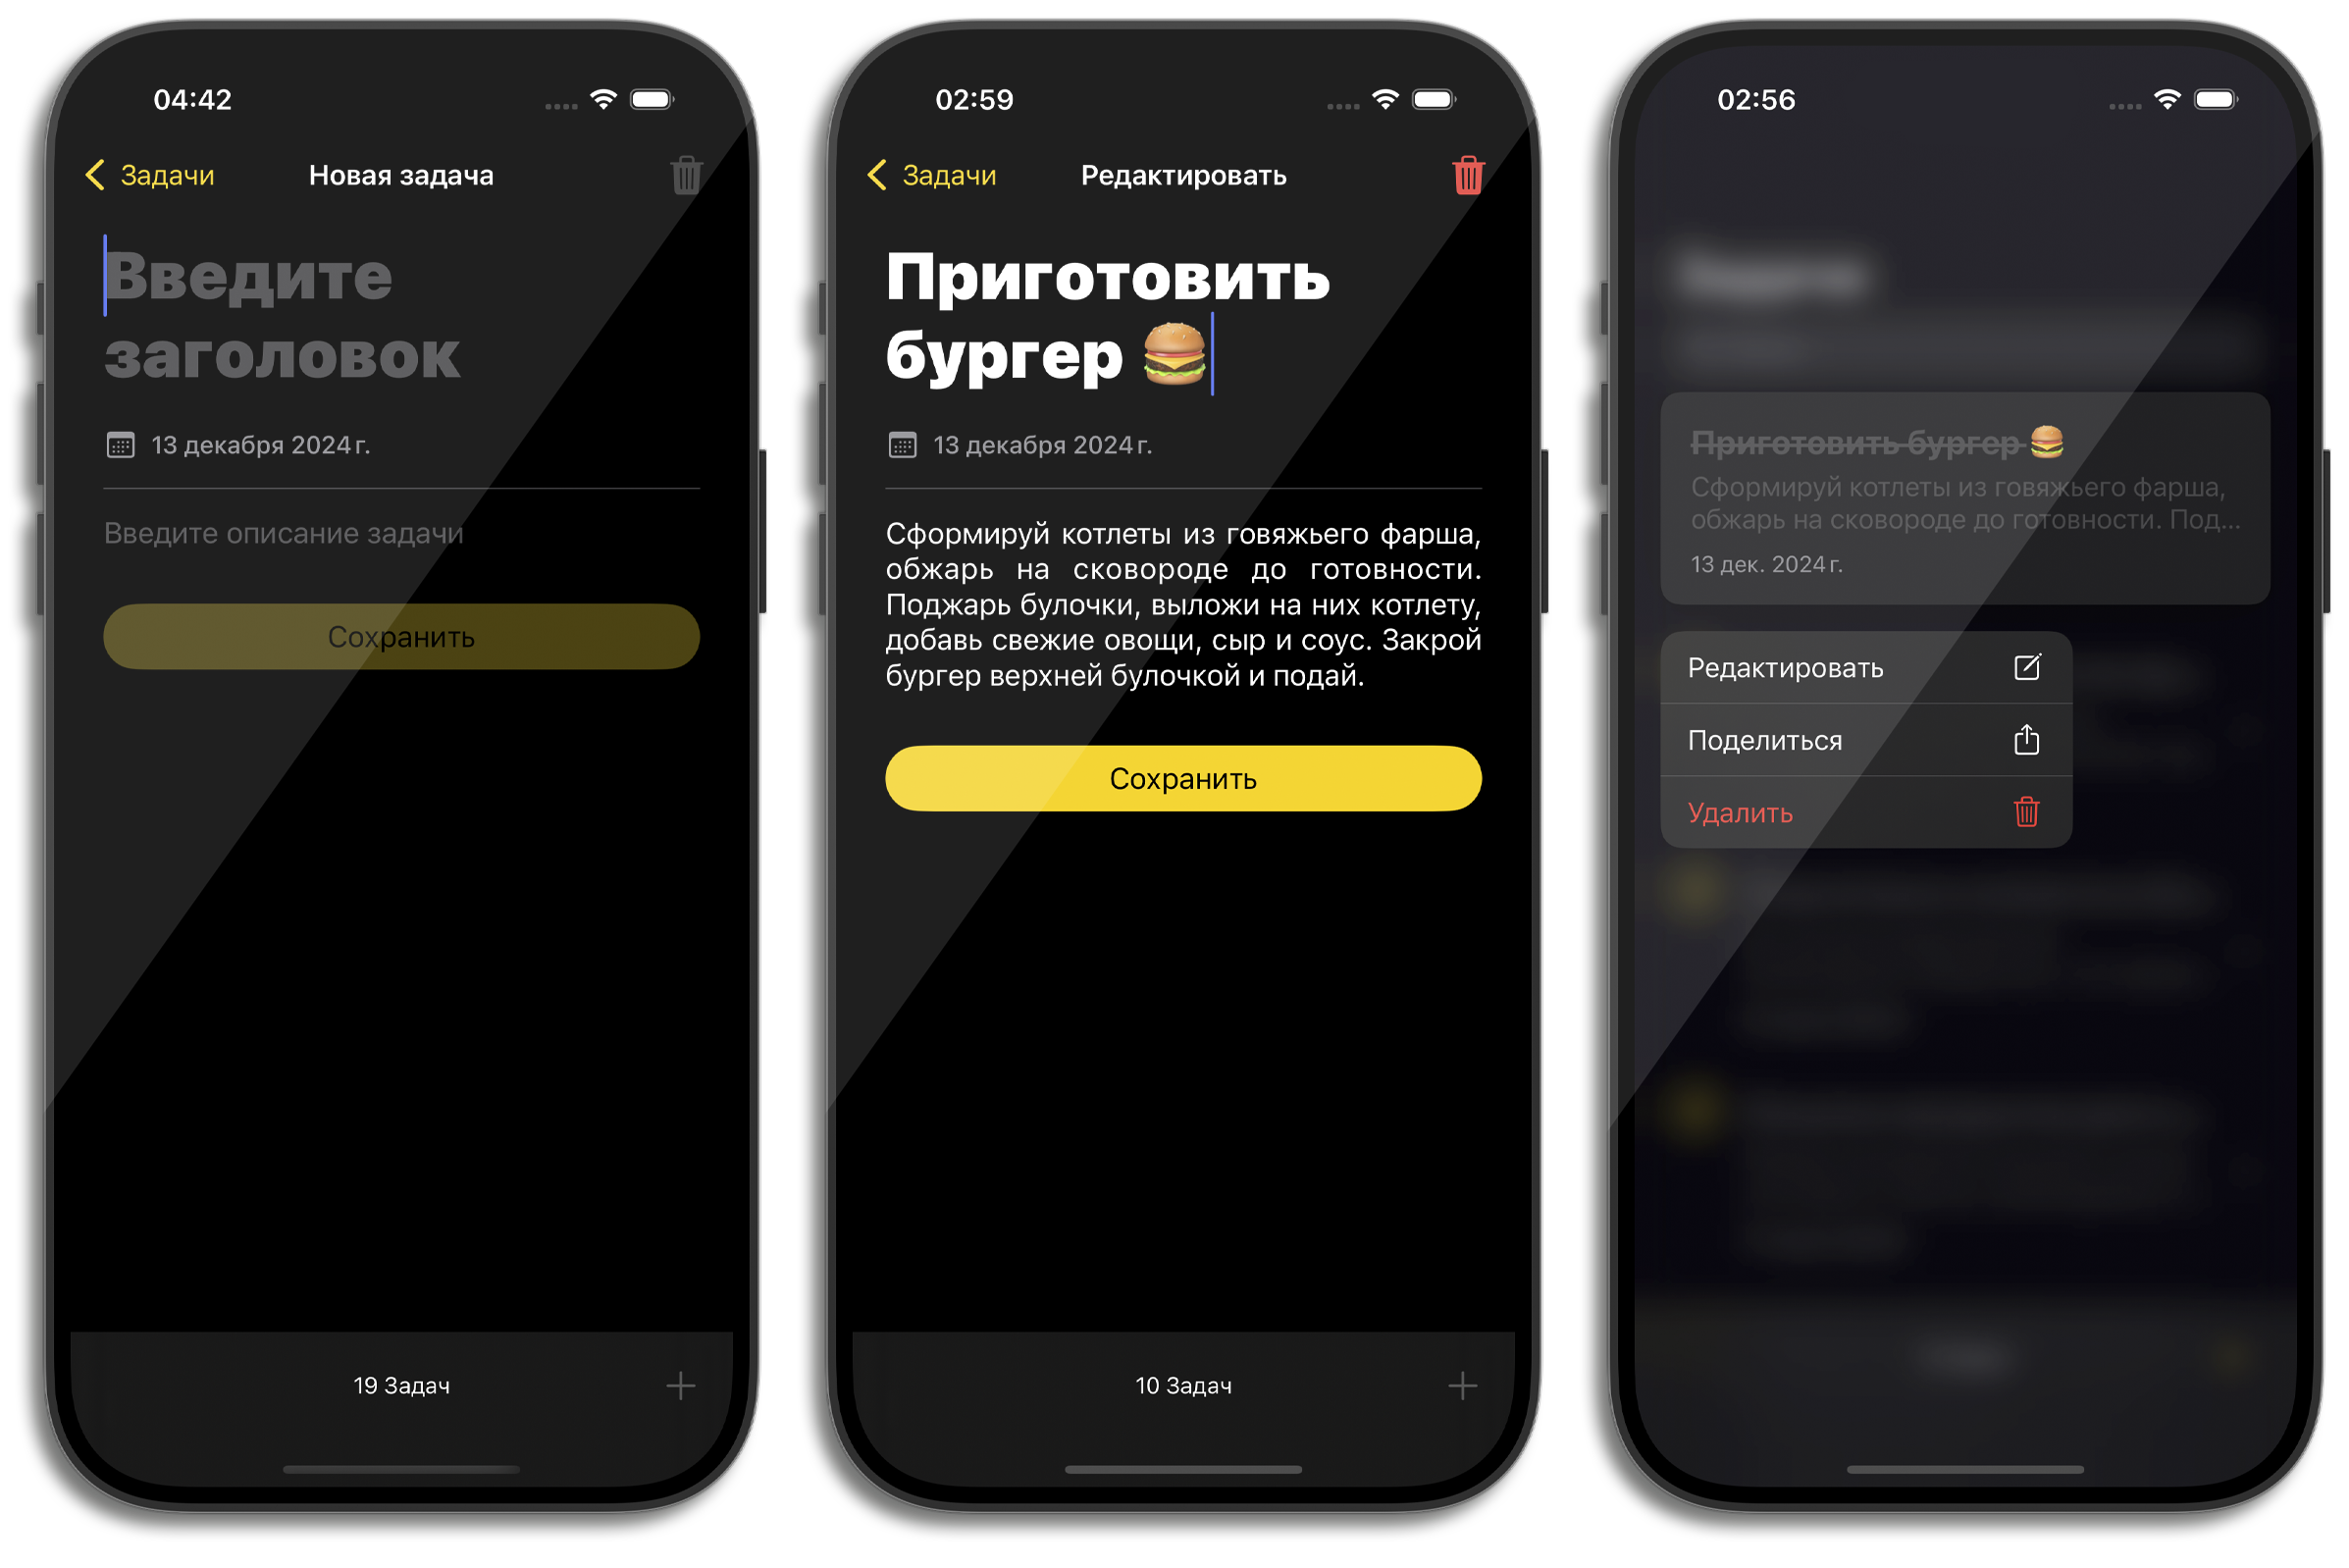 04:42
Задачи
Новая задача
Введите
заголовок
13 декабря 2024 г.
Введите описание задачи
Сохранить
19 Задач
02:59
Задачи
Редактировать
Приготовить
бургер 🍔
13 декабря 2024 г.
Сформируй котлеты из говяжьего фарша,
обжарь на сковороде до готовности.
Поджарь булочки, выложи на них котлету,
добавь свежие овощи, сыр и соус. Закрой
бургер верхней булочкой и подай.
Сохранить
10 Задач
02:56
Приготовить бургер 🍔
Сформируй котлеты из говяжьего фарша,
обжарь на сковороде до готовности. Под...
13 дек. 2024 г.
Редактировать
Поделиться
Удалить